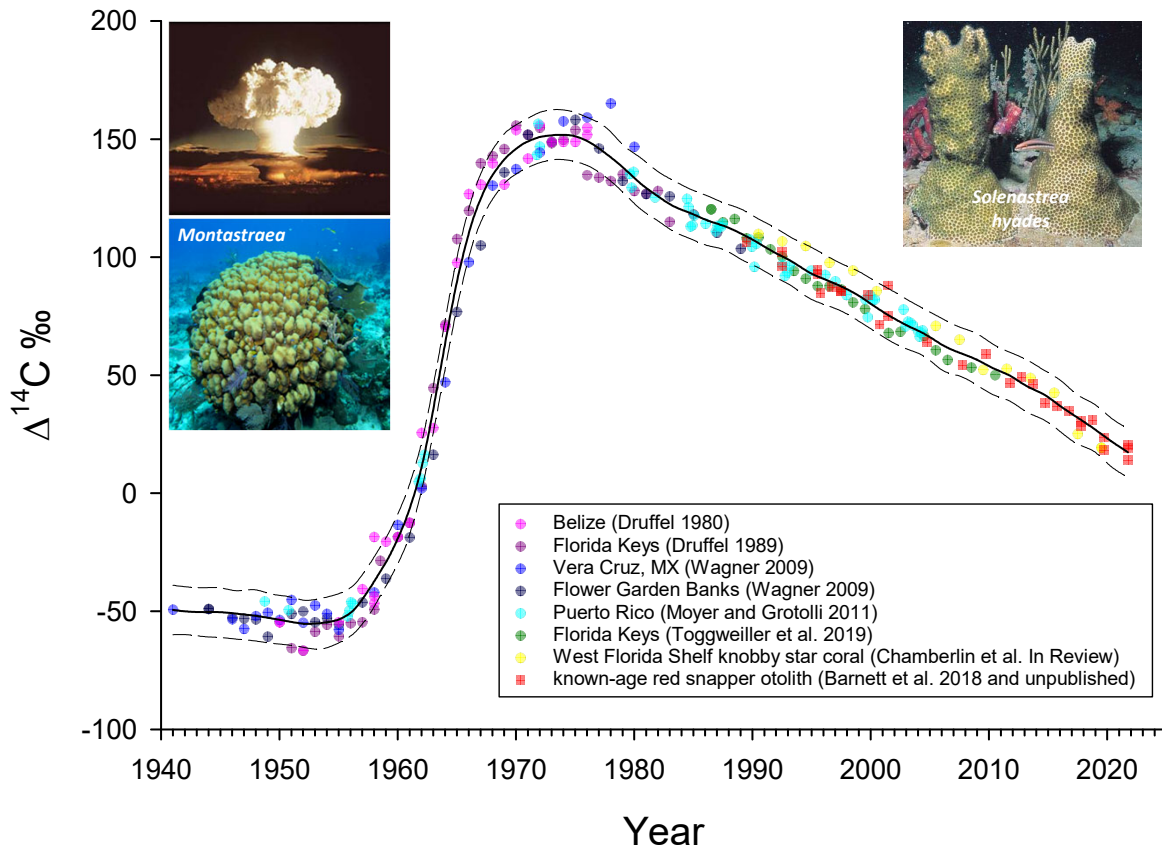 200
150
100
50
0
-50
-100
Δ¹⁴C ‰
Montastraea
Solenastrea
hyades
Belize (Druffel 1980)
Florida Keys (Druffel 1989)
Vera Cruz, MX (Wagner 2009)
Flower Garden Banks (Wagner 2009)
Puerto Rico (Moyer and Grotolli 2011)
Florida Keys (Toggweiller et al. 2019)
West Florida Shelf knobby star coral (Chamberlin et al. In Review)
known-age red snapper otolith (Barnett et al. 2018 and unpublished)
1940 1950 1960 1970 1980 1990 2000 2010 2020
Year